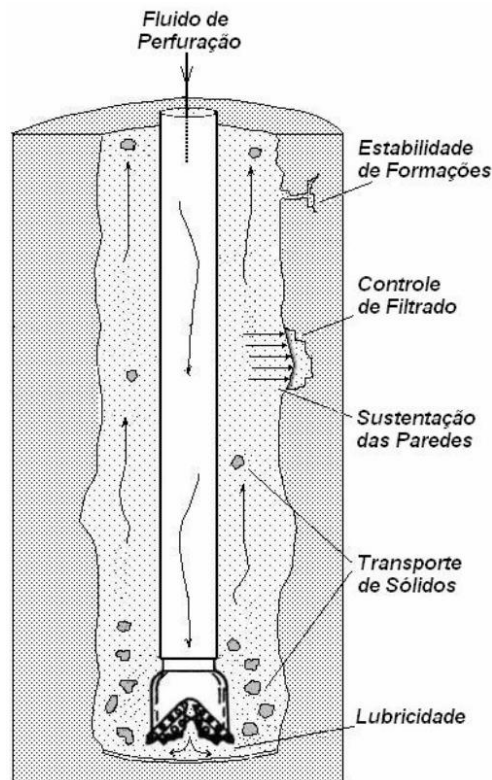 Fluido de
Perfuração
Estabilidade
de Formações
Controle
de Filtrado
Sustentação
das Paredes
Transporte
de Sólidos
Lubricidade